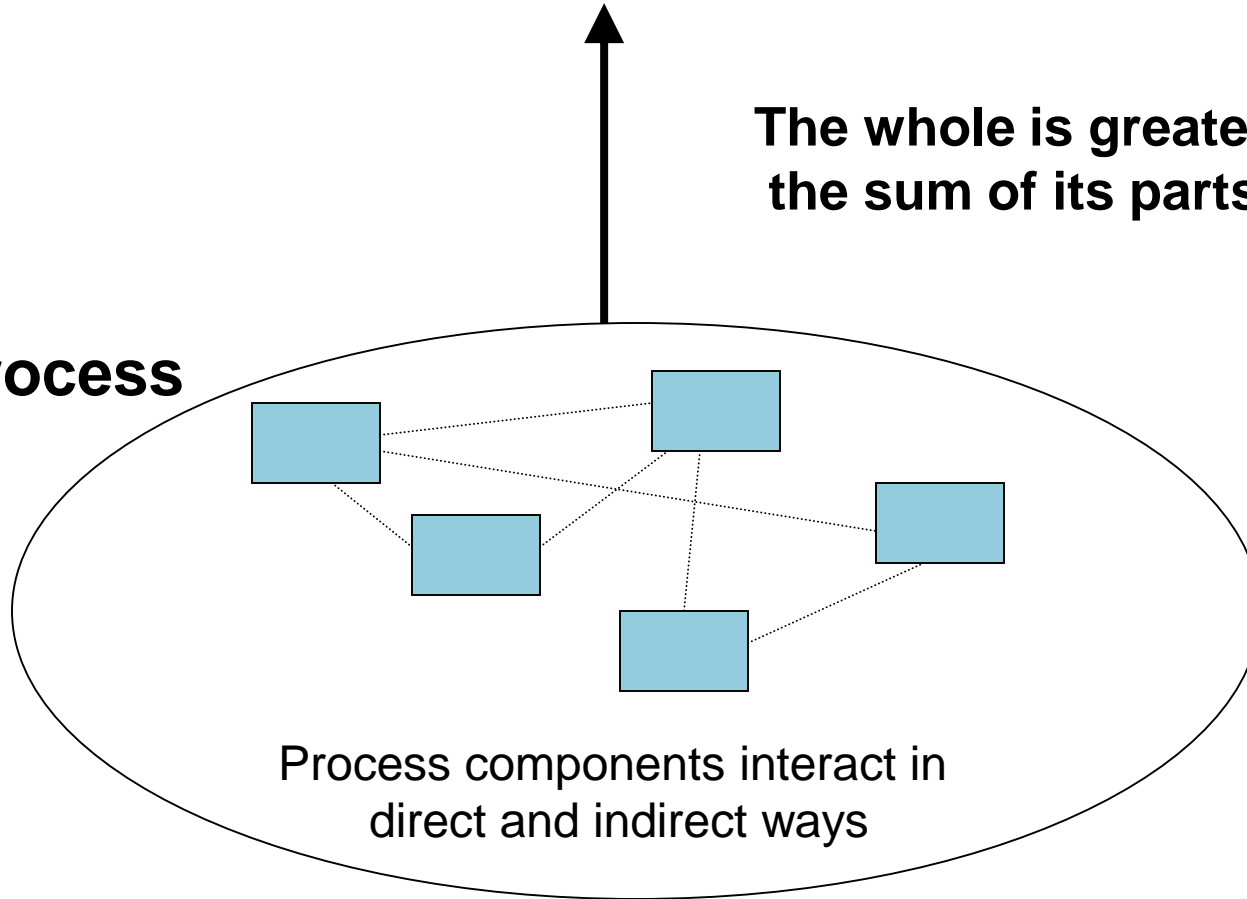 The whole is greate
the sum of its parts
ocess
Process components interact in
direct and indirect ways